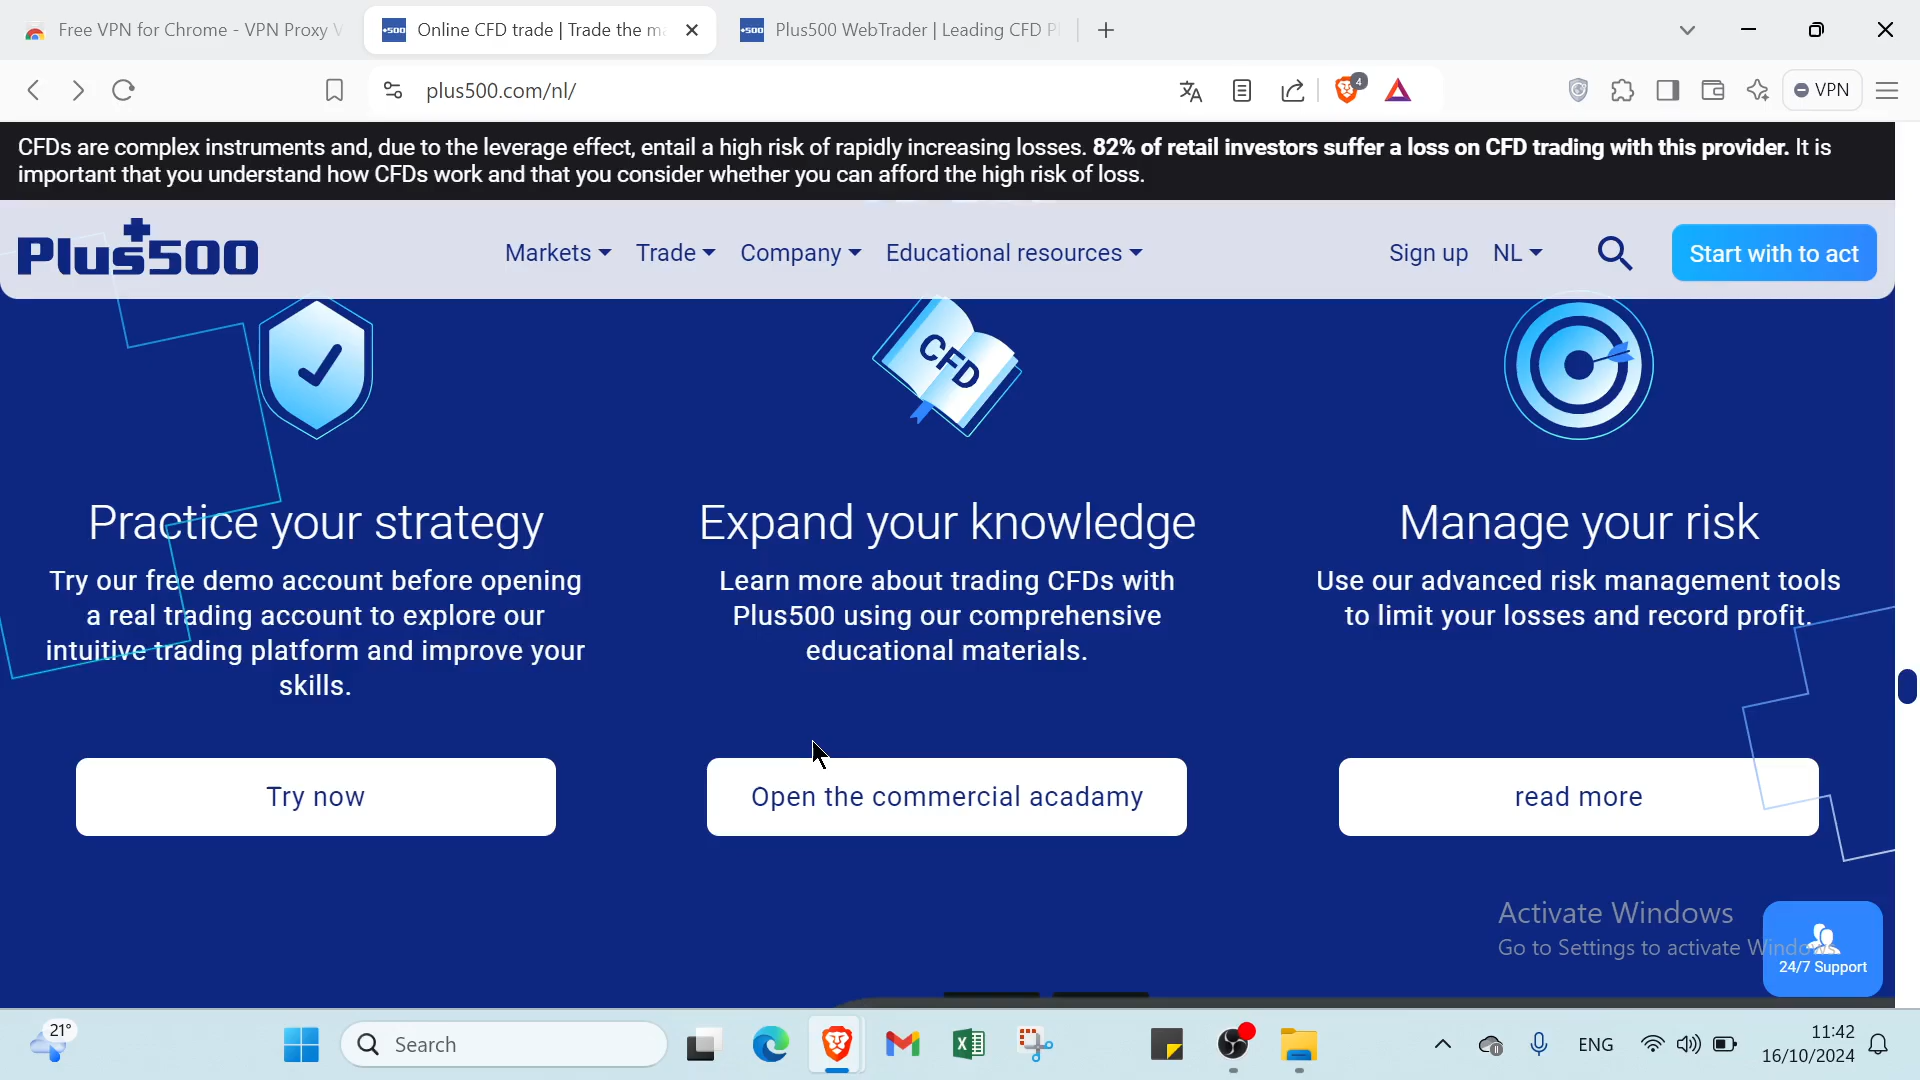 Free VPN for Chrome - VPN Proxy V
Online CFD trade | Trade the ma
Plus500 WebTrader | Leading CFD Pl
plus500.com/nl/
4
VPN
CFDs are complex instruments and, due to the leverage effect, entail a high risk of rapidly increasing losses. 82% of retail investors suffer a loss on CFD trading with this provider. It is
important that you understand how CFDs work and that you consider whether you can afford the high risk of loss.
Plus500
Markets
Trade
Company
Educational resources
Sign up
NL
Start with to act
CFD
Practice your strategy
Try our free demo account before opening
a real trading account to explore our
intuitive trading platform and improve your
skills.
Try now
Expand your knowledge
Learn more about trading CFDs with
Plus500 using our comprehensive
educational materials.
Open the commercial acadamy
Manage your risk
Use our advanced risk management tools
to limit your losses and record profit.
read more
Activate Windows
Go to Settings to activate Windows.
24/7 Support
21°
Search
ENG
11:42
16/10/2024